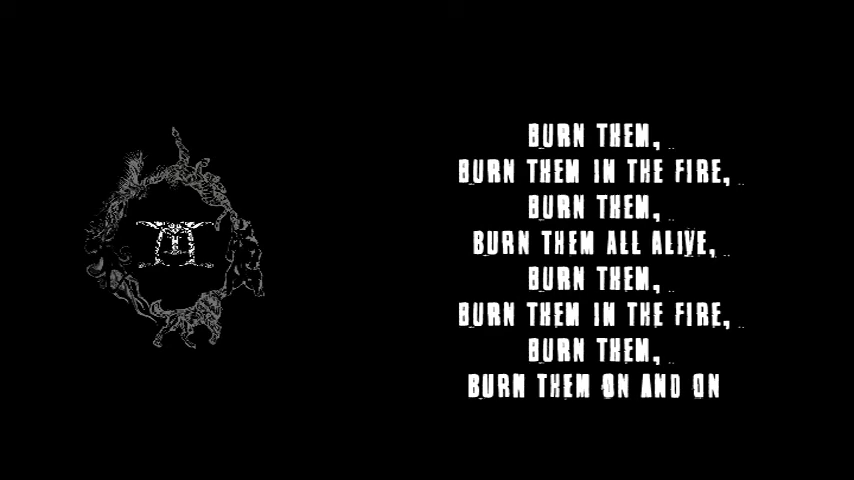 BURN THEM,
BURN THEM IN THE FIRE,
BURN THEM,
BURN THEM ALL ALIVE,
BURN THEM,
BURN THEM IN THE FIRE,
BURN THEM,
BURN THEM ON AND ON